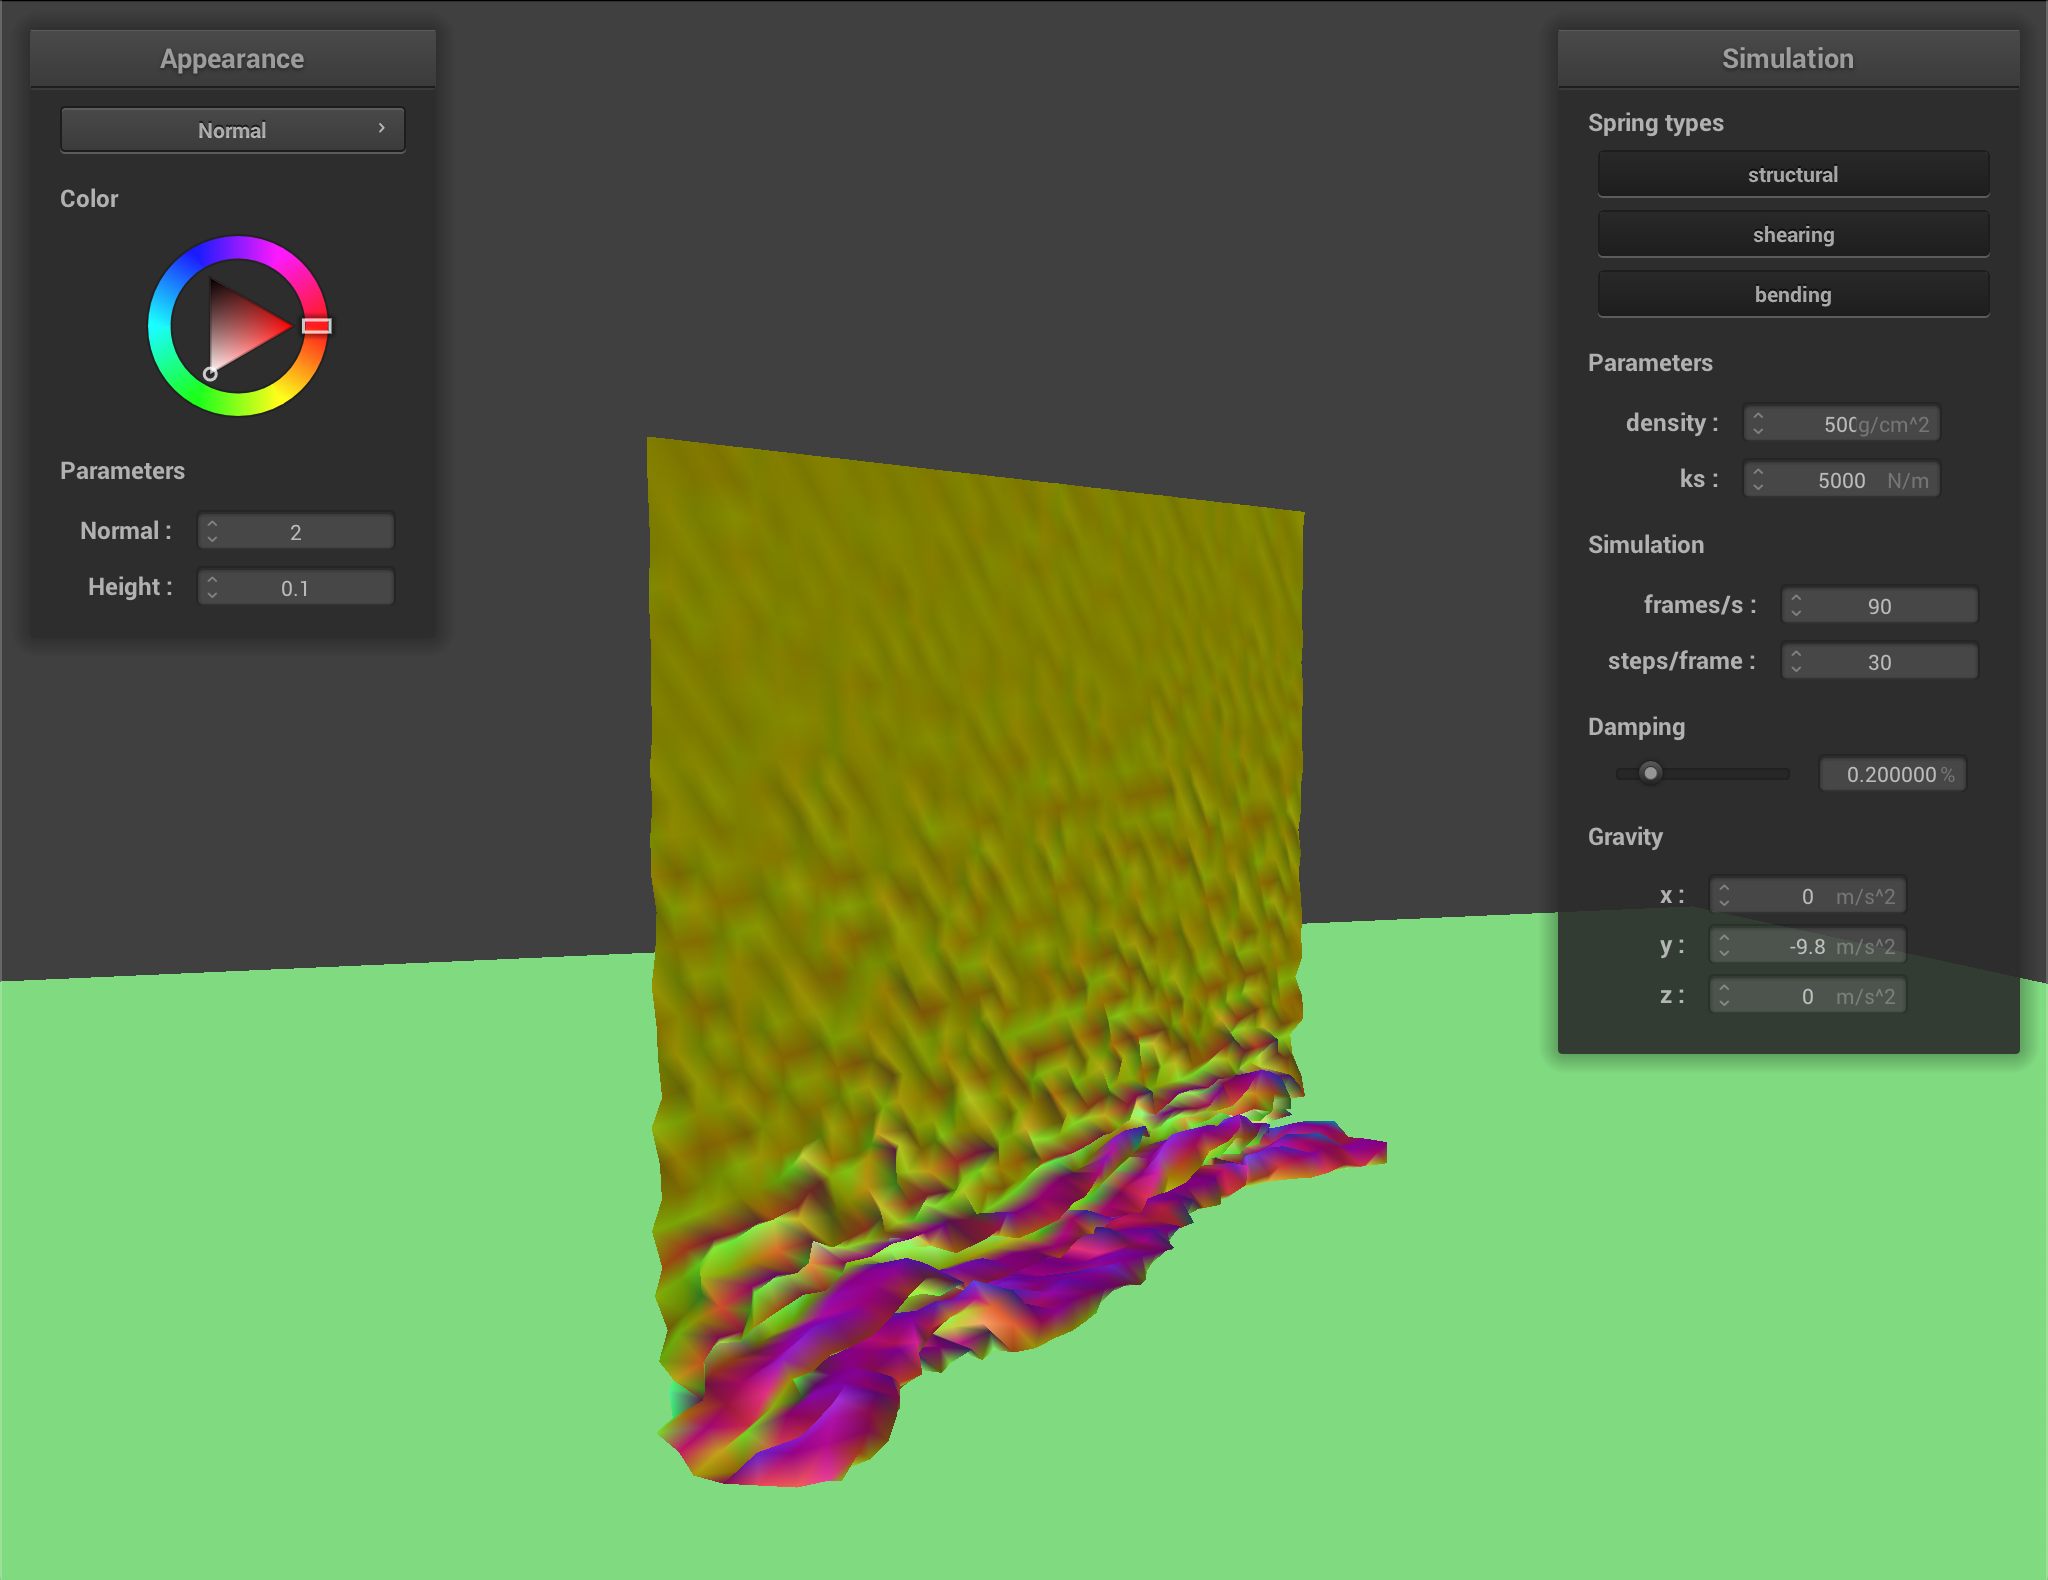 Appearance
Normal
Color
Parameters
Normal : 2
Height : 0.1
Simulation
Spring types
structural
shearing
bending
Parameters
density : 500 g/cm^2
ks : 5000 N/m
Simulation
frames/s : 90
steps/frame : 30
Damping
0.200000 %
Gravity
x : 0 m/s^2
y : -9.8 m/s^2
z : 0 m/s^2